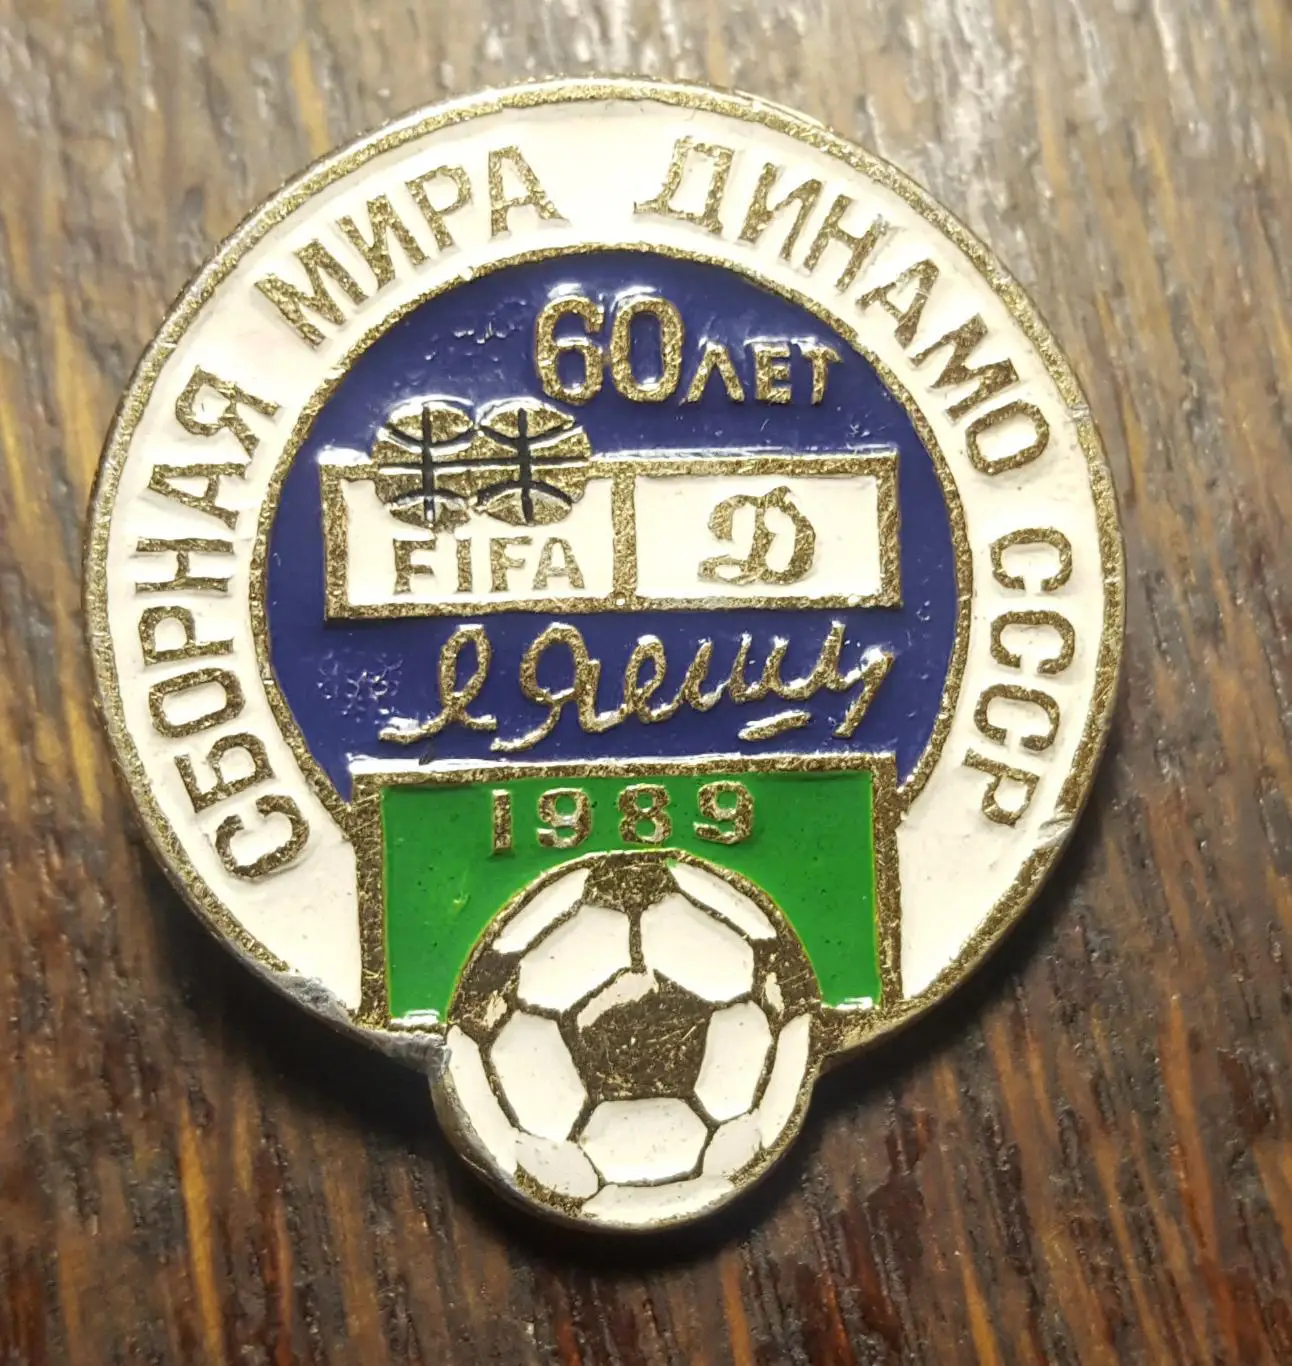 СБОРНАЯ МИРА ДИНАМО СССР
60 ЛЕТ
FIFA Д
Л Яшин
1989